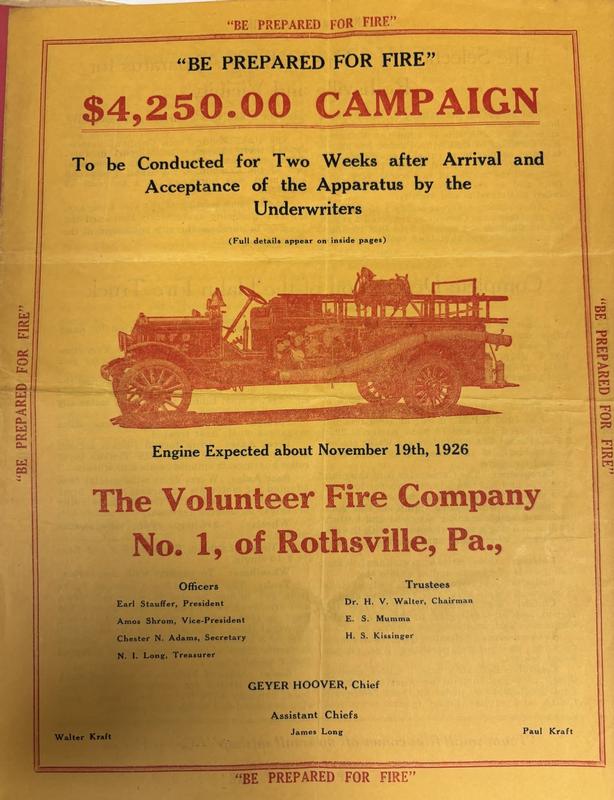 "BE PREPARED FOR FIRE"
"BE PREPARED FOR FIRE"
$4,250.00 CAMPAIGN
To be Conducted for Two Weeks after Arrival and
Acceptance of the Apparatus by the
Underwriters
(Full details appear on inside pages)
"BE PREPARED FOR FIRE"
"BE PREPARED FOR FIRE"
Engine Expected about November 19th, 1926
The Volunteer Fire Company
No. 1, of Rothsville, Pa.,
Officers
Earl Stauffer, President
Amos Shrom, Vice-President
Chester N. Adams, Secretary
N. I. Long, Treasurer
Trustees
Dr. H. V. Walter, Chairman
E. S. Mumma
H. S. Kissinger
GEYER HOOVER, Chief
Assistant Chiefs
Walter Kraft James Long Paul Kraft
"BE PREPARED FOR FIRE"